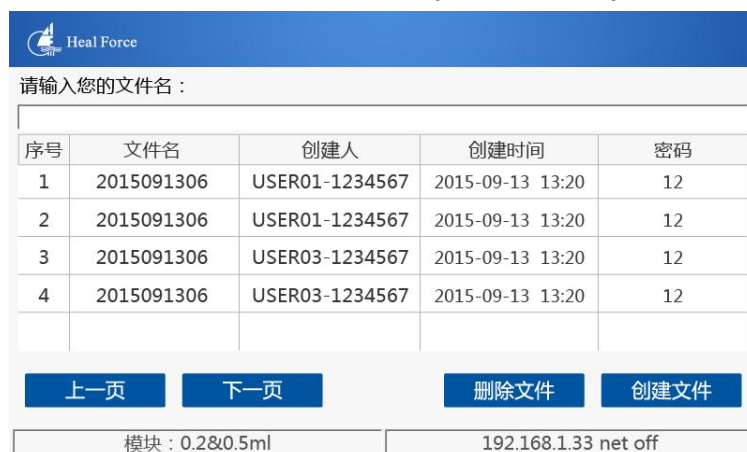 Heal Force
请输入您的文件名：
序号 文件名 创建人 创建时间 密码
1 2015091306 USER01-1234567 2015-09-13 13:20 12
2 2015091306 USER01-1234567 2015-09-13 13:20 12
3 2015091306 USER03-1234567 2015-09-13 13:20 12
4 2015091306 USER03-1234567 2015-09-13 13:20 12
上一页 下一页 删除文件 创建文件
模块：0.2&0.5ml 192.168.1.33 net off